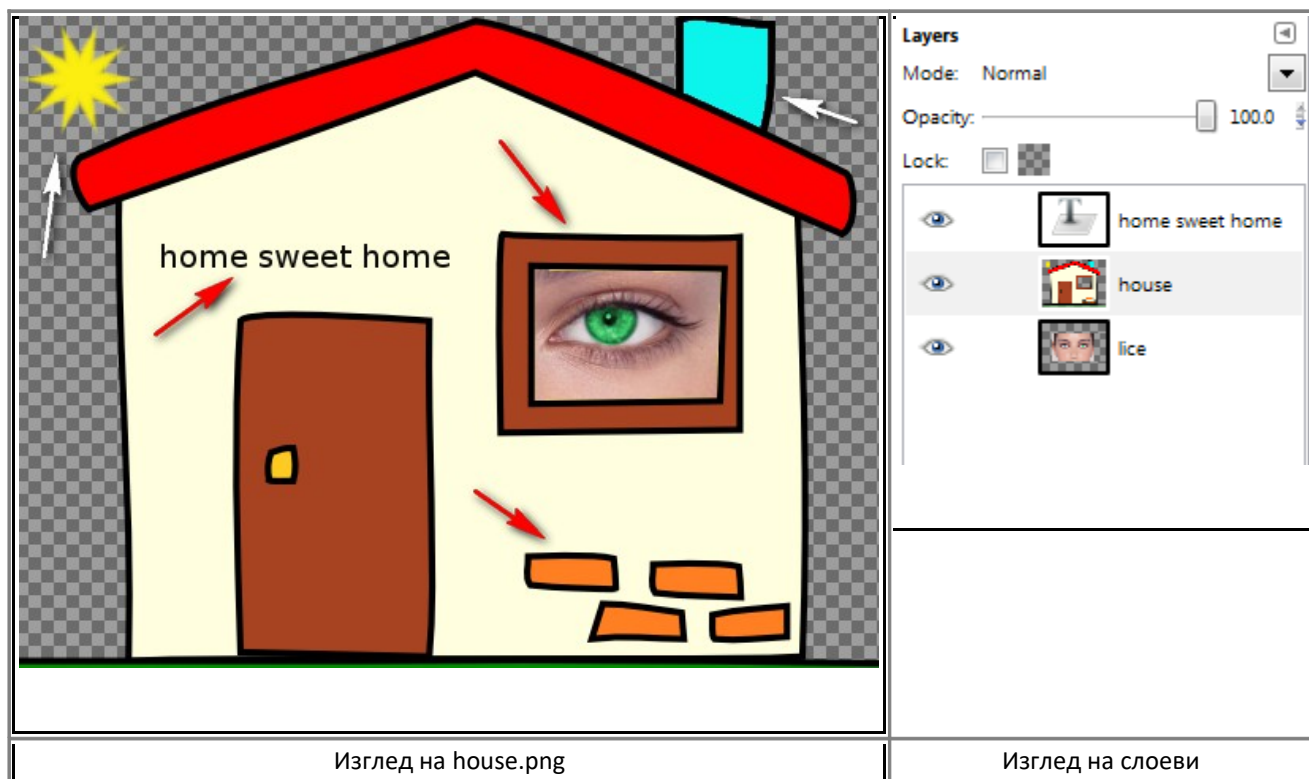 home sweet home
Layers
Mode: Normal
Opacity: 100.0
Lock:
T home sweet home
house
lice
Изглед на house.png
Изглед на слоеви